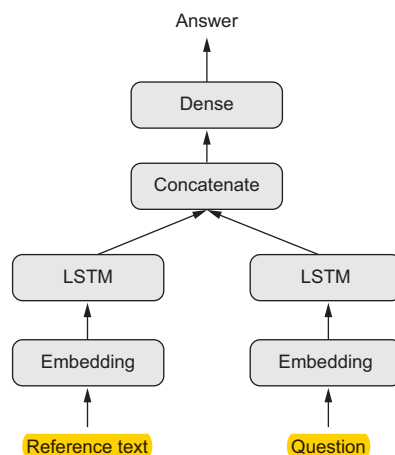 Answer
Dense
Concatenate
LSTM
LSTM
Embedding
Embedding
Reference text
Question